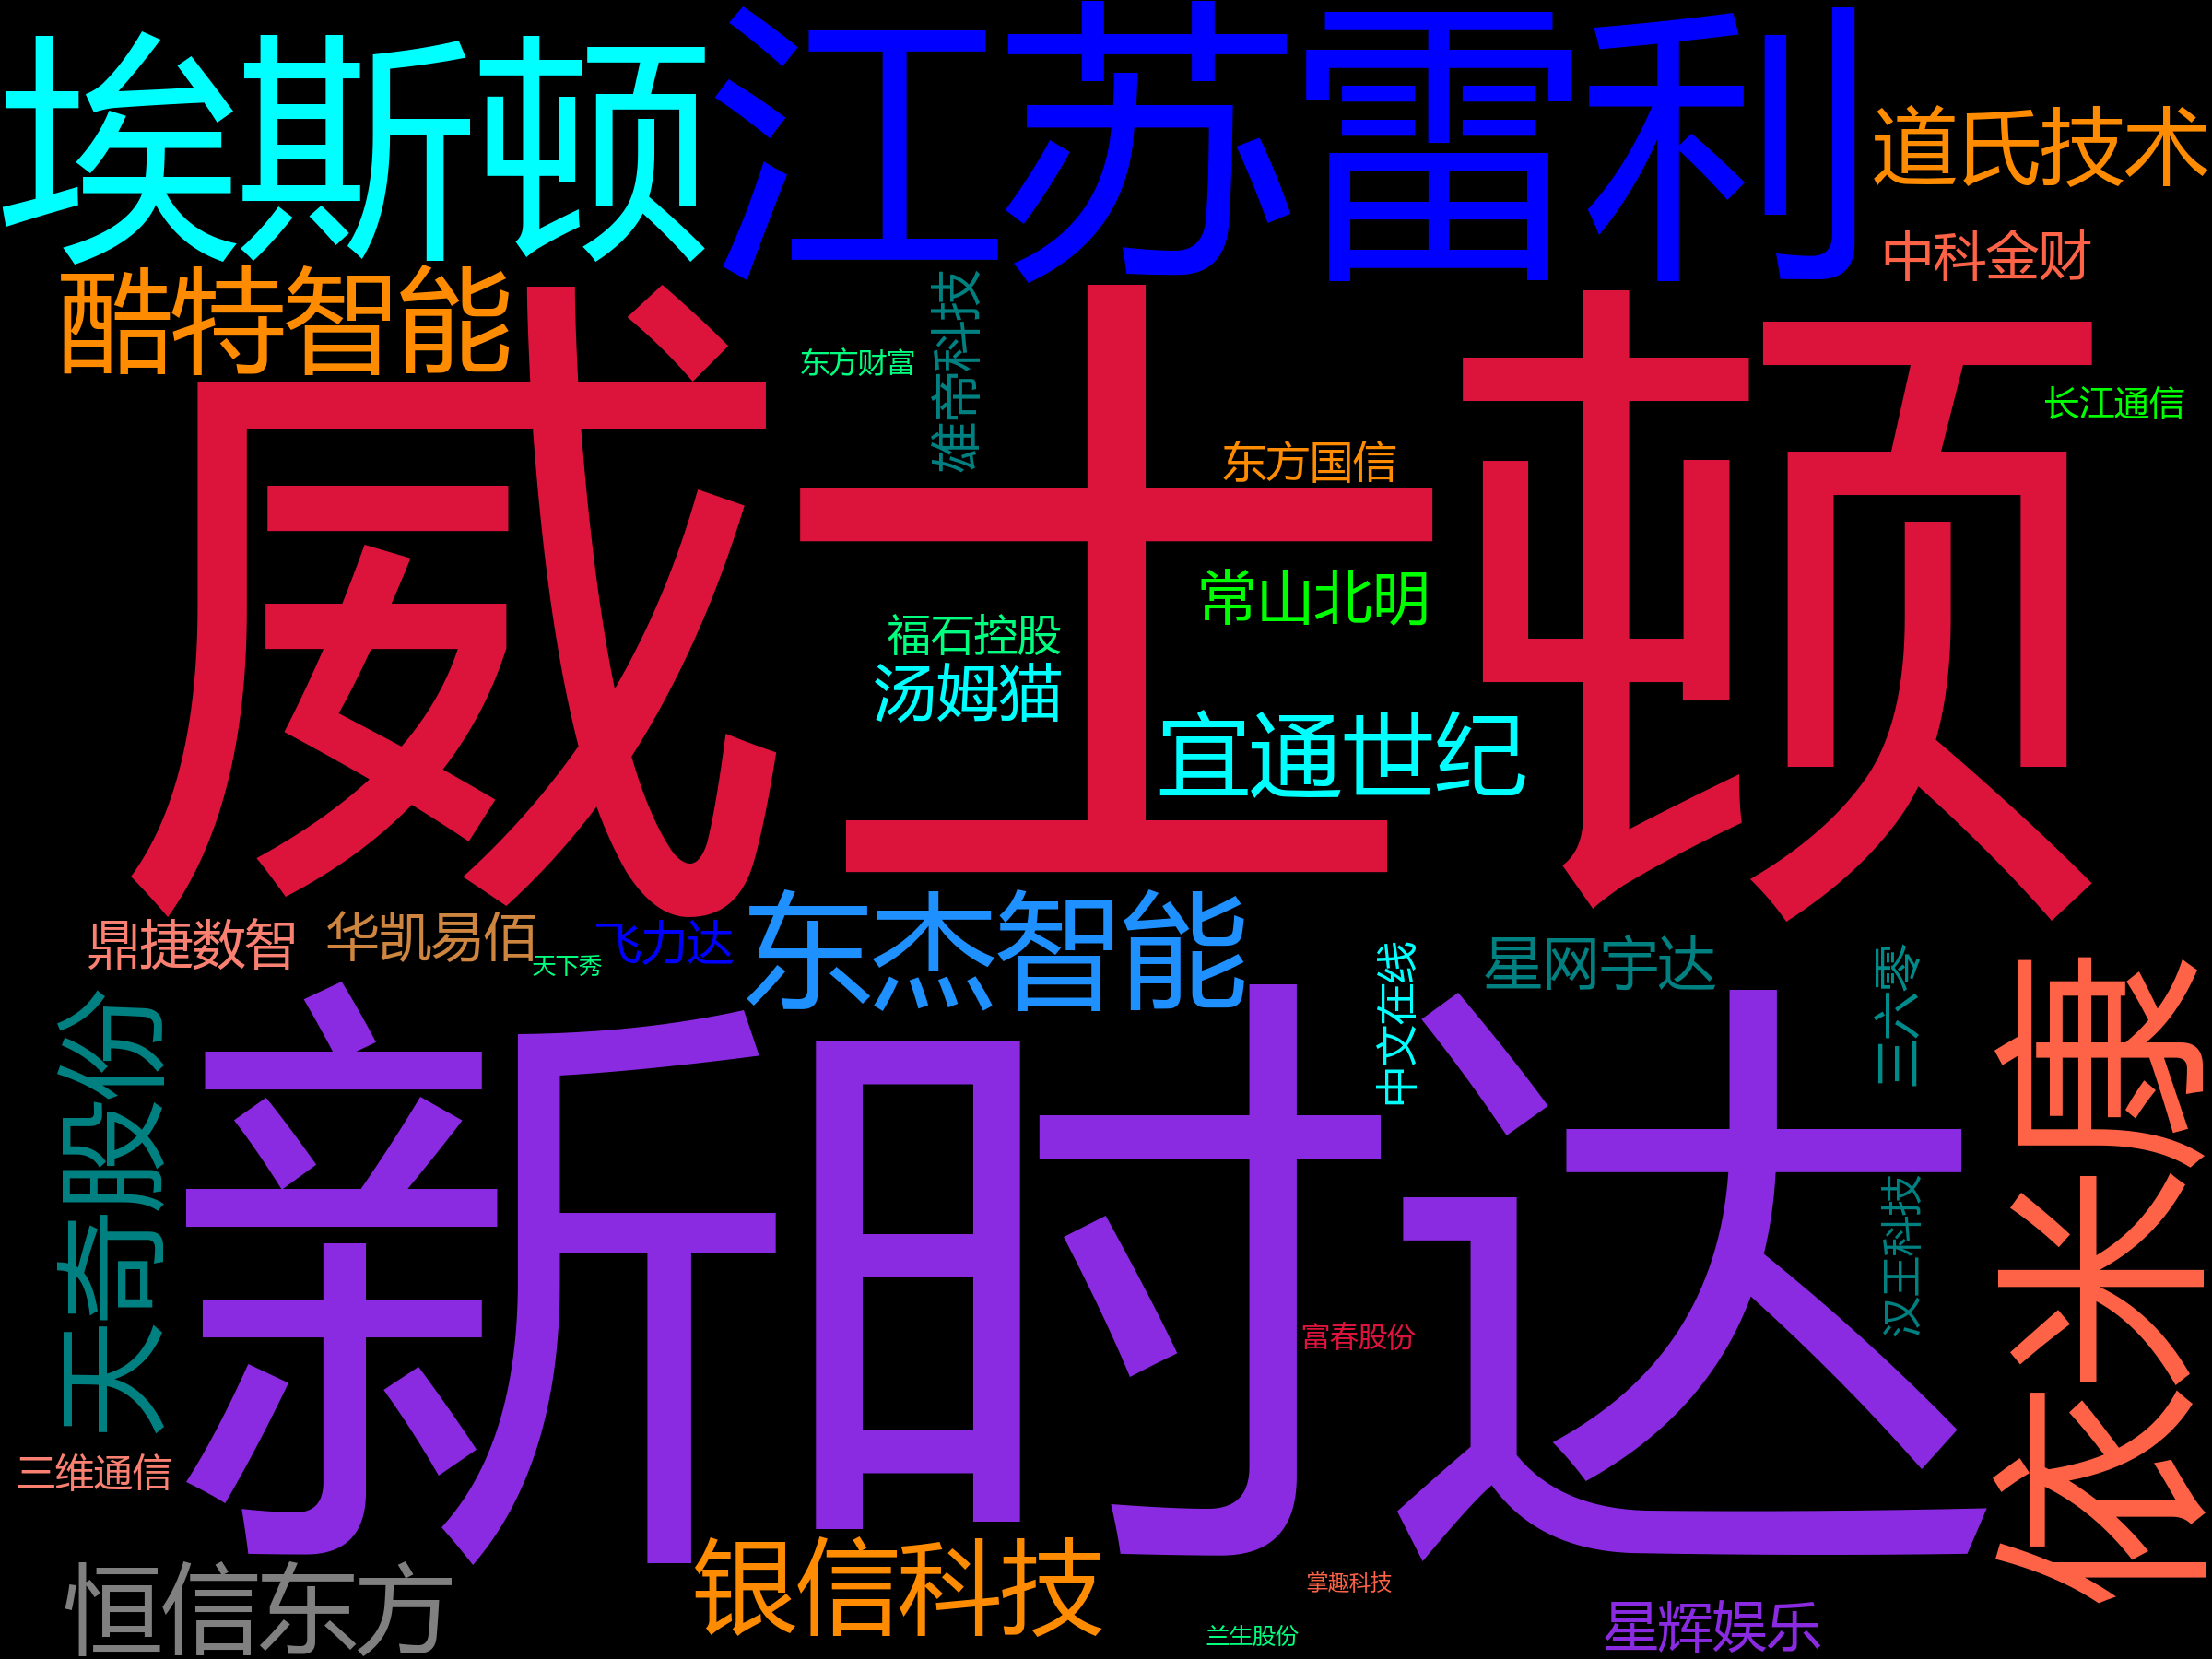 埃斯顿
江苏雷利
道氏技术
中科金财
酷特智能
雄帝科技
东方财富
长江通信
东方国信
威士顿
常山北明
福石控股
汤姆猫
宜通世纪
鼎捷数智
华凯易佰
飞力达
天下秀
东杰智能
中文在线
星网宇达
三六零
依米康
天奇股份
新时达
汉王科技
富春股份
三维通信
恒信东方
银信科技
掌趣科技
兰生股份
星辉娱乐